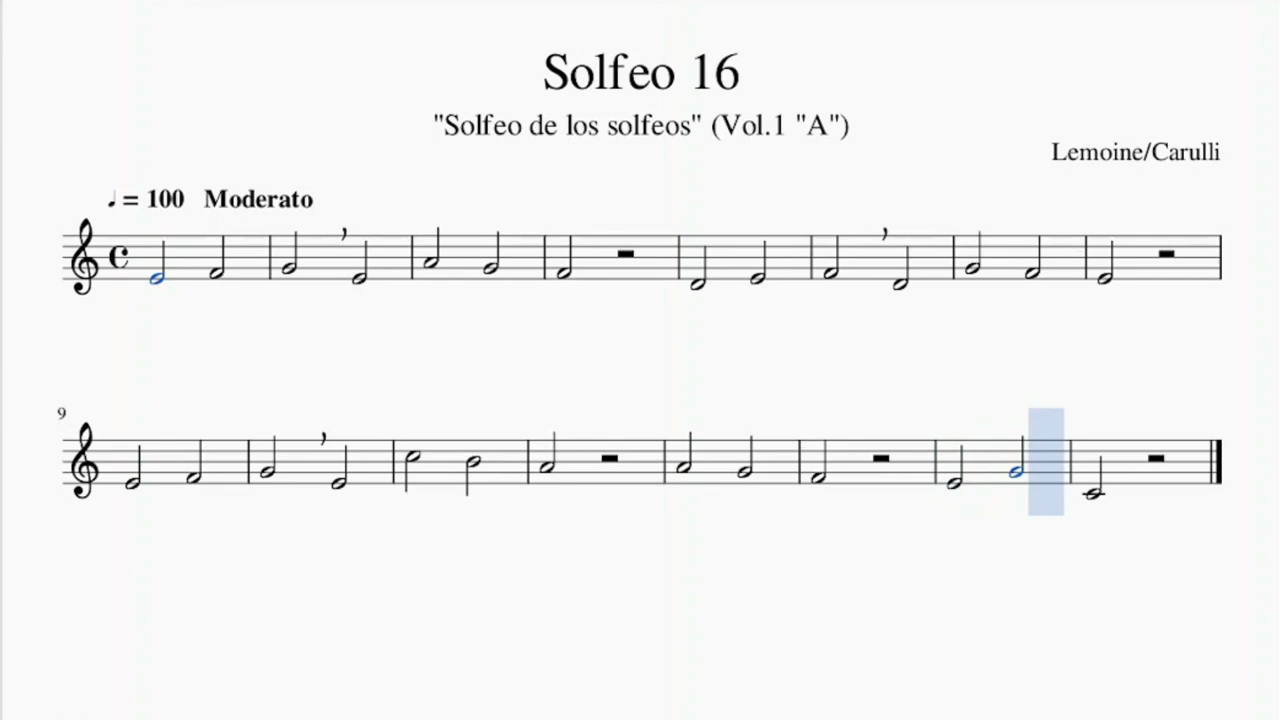 Solfeo 16
"Solfeo de los solfeos" (Vol.1 "A")
Lemoine/Carulli
♩ = 100 Moderato
9